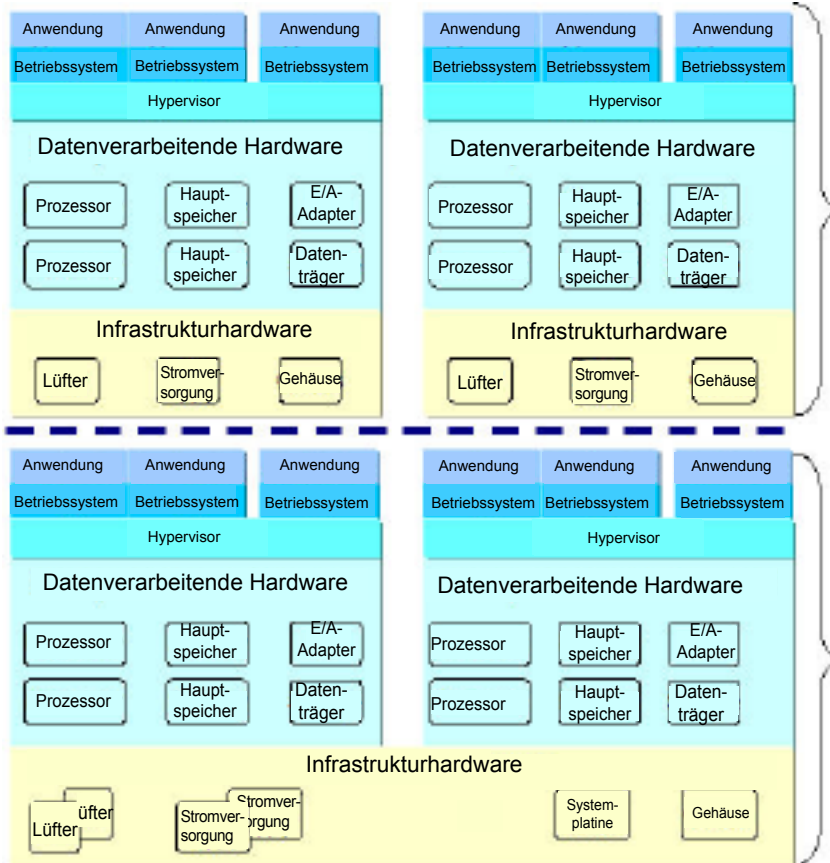 Anwendung Anwendung Anwendung
Betriebssystem Betriebssystem Betriebssystem
Hypervisor
Datenverarbeitende Hardware
Prozessor
Haupt-
speicher
E/A-
Adapter
Prozessor
Haupt-
speicher
Daten-
träger
Infrastrukturhardware
Lüfter
Stromver-
sorgung
Gehäuse
Anwendung Anwendung Anwendung
Betriebssystem Betriebssystem Betriebssystem
Hypervisor
Datenverarbeitende Hardware
Prozessor
Haupt-
speicher
E/A-
Adapter
Prozessor
Haupt-
speicher
Daten-
träger
Infrastrukturhardware
Lüfter
Stromver-
sorgung
Gehäuse
Anwendung Anwendung Anwendung
Betriebssystem Betriebssystem Betriebssystem
Hypervisor
Datenverarbeitende Hardware
Prozessor
Haupt-
speicher
E/A-
Adapter
Prozessor
Haupt-
speicher
Daten-
träger
Anwendung Anwendung Anwendung
Betriebssystem Betriebssystem Betriebssystem
Hypervisor
Datenverarbeitende Hardware
Prozessor
Haupt-
speicher
E/A-
Adapter
Prozessor
Haupt-
speicher
Daten-
träger
Infrastrukturhardware
Lüfter
Lüfter
Stromver-
sorgung
Stromver-
sorgung
System-
platine
Gehäuse